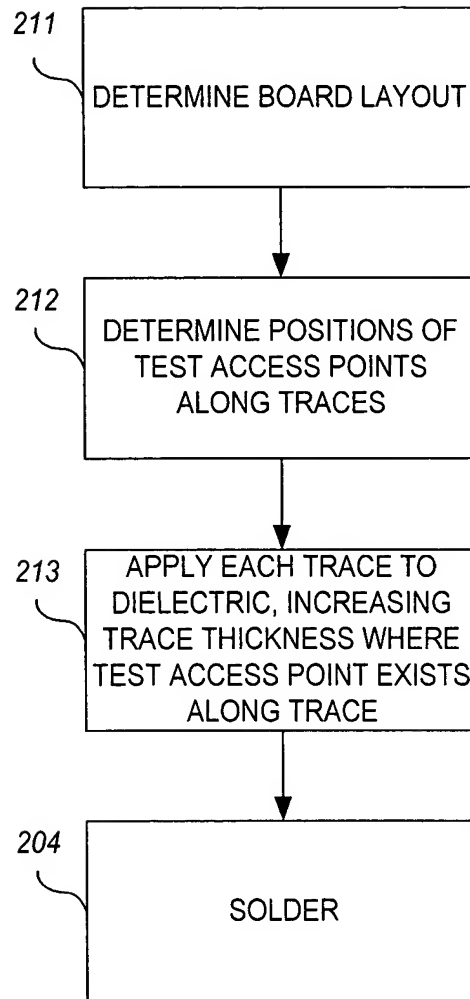 211
DETERMINE BOARD LAYOUT
212
DETERMINE POSITIONS OF
TEST ACCESS POINTS
ALONG TRACES
213
APPLY EACH TRACE TO
DIELECTRIC, INCREASING
TRACE THICKNESS WHERE
TEST ACCESS POINT EXISTS
ALONG TRACE
204
SOLDER